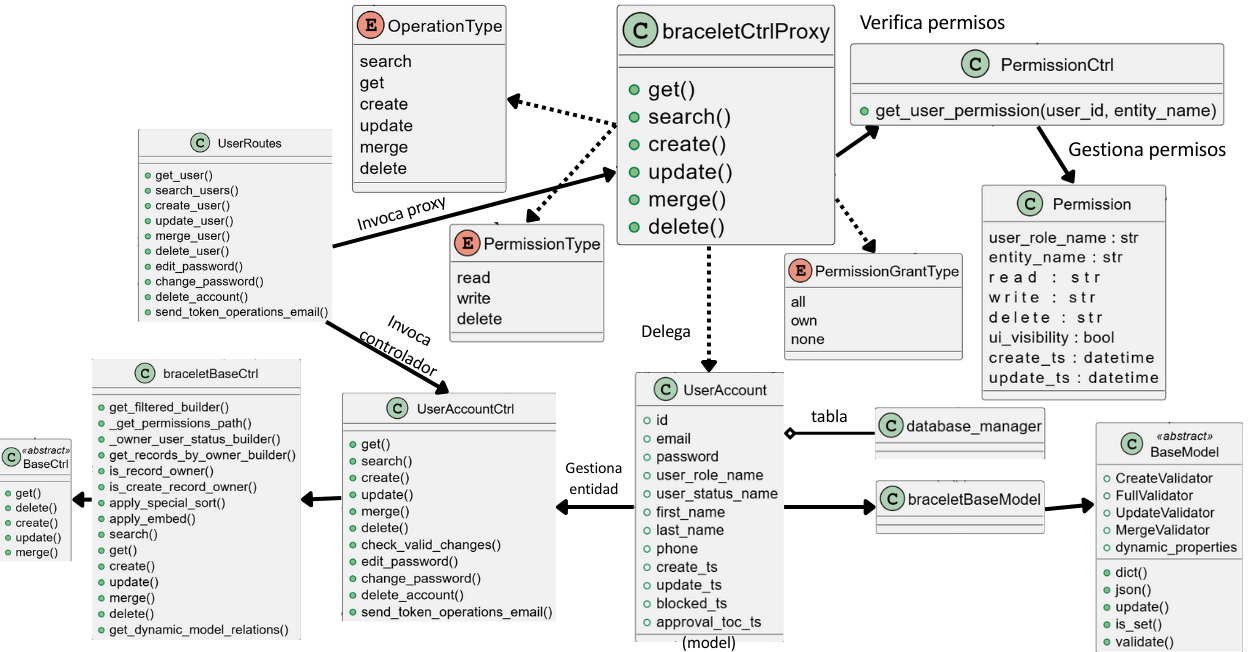 E OperationType
search
get
create
update
merge
delete
C braceletCtrlProxy
get()
search()
create()
update()
merge()
delete()
Verifica permisos
C PermissionCtrl
get_user_permission(user_id, entity_name)
Gestiona permisos
C UserRoutes
get_user()
search_users()
create_user()
update_user()
merge_user()
delete_user()
edit_password()
change_password()
delete_account()
send_token_operations_email()
Invoca proxy
E PermissionType
read
write
delete
E PermissionGrantType
all
own
none
C Permission
user_role_name : str
entity_name : str
read : str
write : str
delete : str
ui_visibility : bool
create_ts : datetime
update_ts : datetime
Invoca
controlador
Delega
C «abstract»
BaseCtrl
get()
delete()
create()
update()
merge()
C braceletBaseCtrl
get_filtered_builder()
_get_permissions_path()
_owner_user_status_builder()
get_records_by_owner_builder()
is_record_owner()
is_create_record_owner()
apply_special_sort()
apply_embed()
search()
get()
create()
update()
merge()
delete()
get_dynamic_model_relations()
C UserAccountCtrl
get()
search()
create()
update()
merge()
delete()
check_valid_changes()
edit_password()
change_password()
delete_account()
send_token_operations_email()
Gestiona
entidad
C UserAccount
id
email
password
user_role_name
user_status_name
first_name
last_name
phone
create_ts
update_ts
blocked_ts
approval_toc_ts
(model)
tabla
C database_manager
C braceletBaseModel
C «abstract»
BaseModel
CreateValidator
FullValidator
UpdateValidator
MergeValidator
dynamic_properties
dict()
json()
update()
is_set()
validate()